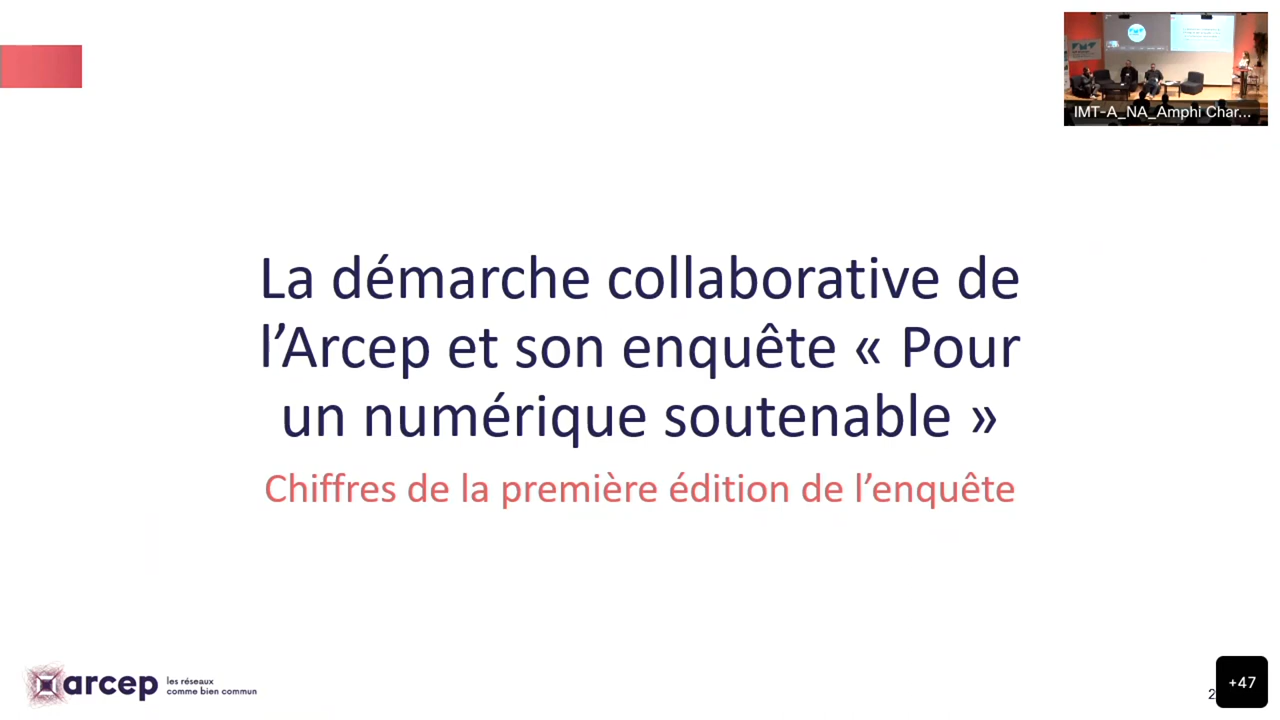 IMT-A_NA_Amphi Char...
La démarche collaborative de
l’Arcep et son enquête « Pour
un numérique soutenable »
Chiffres de la première édition de l’enquête
arcep
les réseaux
comme bien commun
2
+47